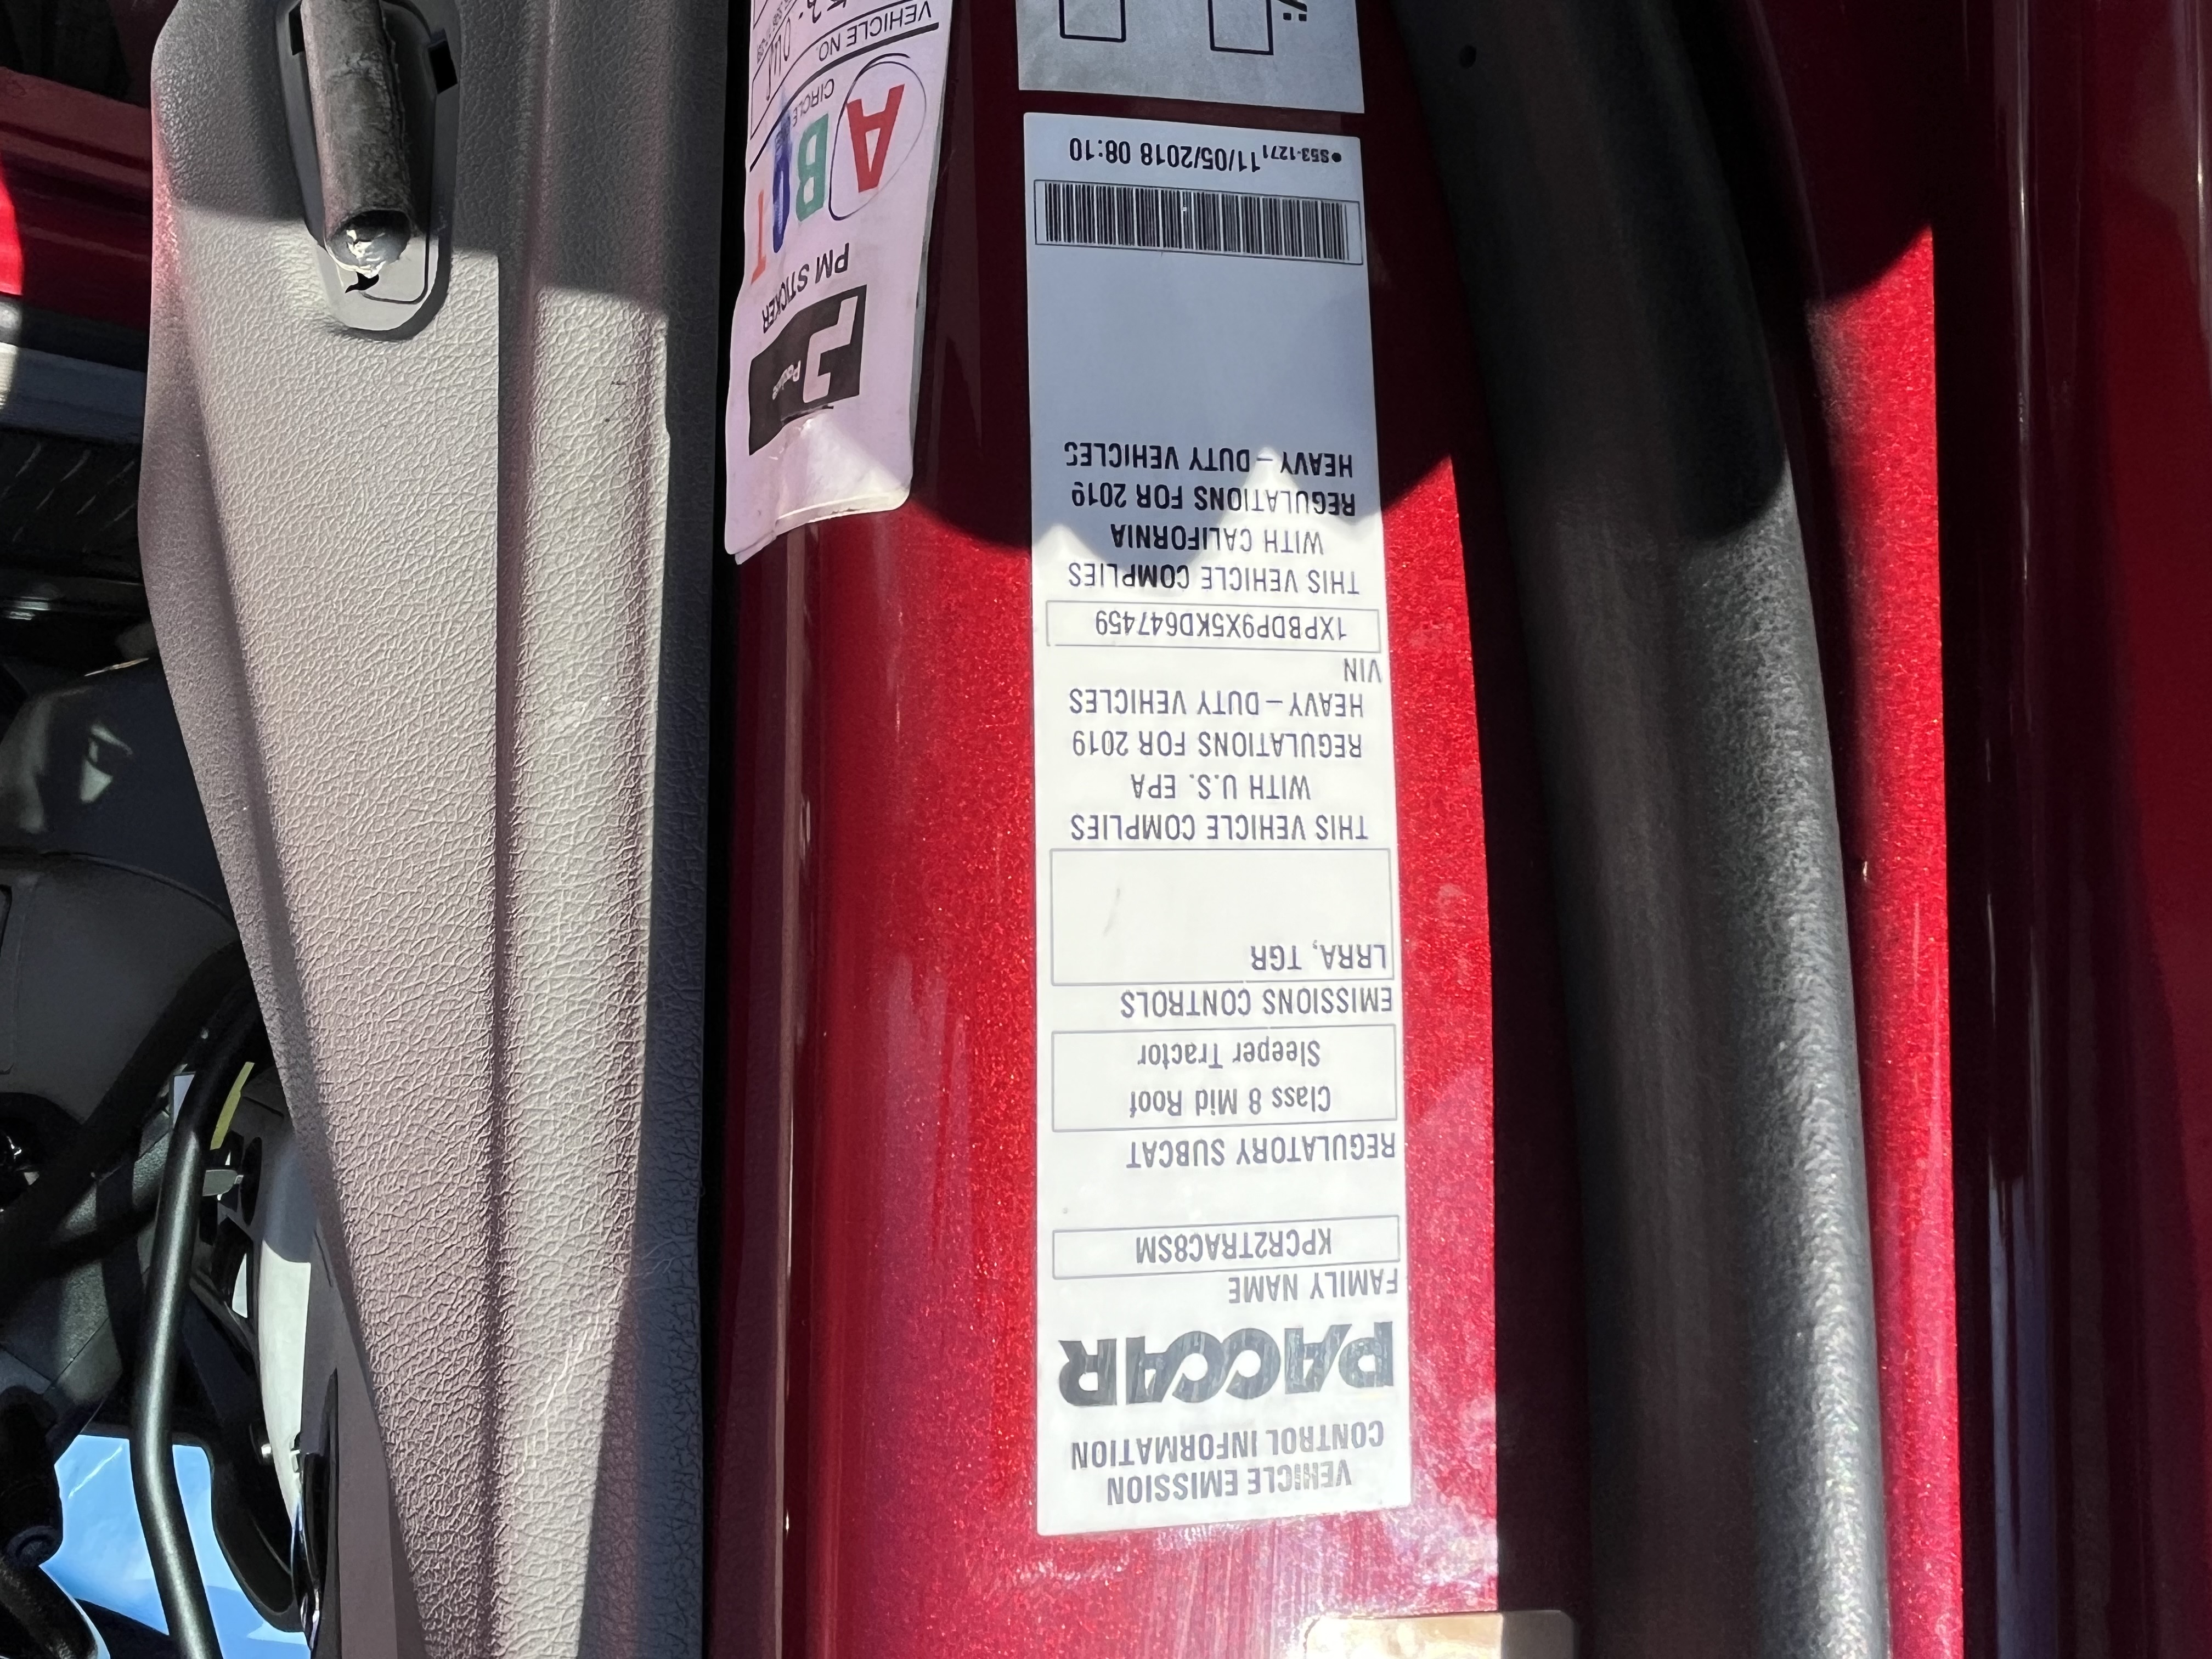 VEHICLE EMISSION
CONTROL INFORMATION
PACCAR
FAMILY NAME
KPCR2TRAC8SM
REGULATORY SUBCAT
Class 8 Mid Roof
Sleeper Tractor
EMISSIONS CONTROLS
LRRA, TGR
THIS VEHICLE COMPLIES
WITH U.S. EPA
REGULATIONS FOR 2019
HEAVY-DUTY VEHICLES
VIN
1XPBDP9X5KD647459
THIS VEHICLE COMPLIES
WITH CALIFORNIA
REGULATIONS FOR 2019
HEAVY-DUTY VEHICLES
●S53-1271 11/05/2018 08:10
PM STICKER
A B C T
CIRCLE
VEHICLE NO.